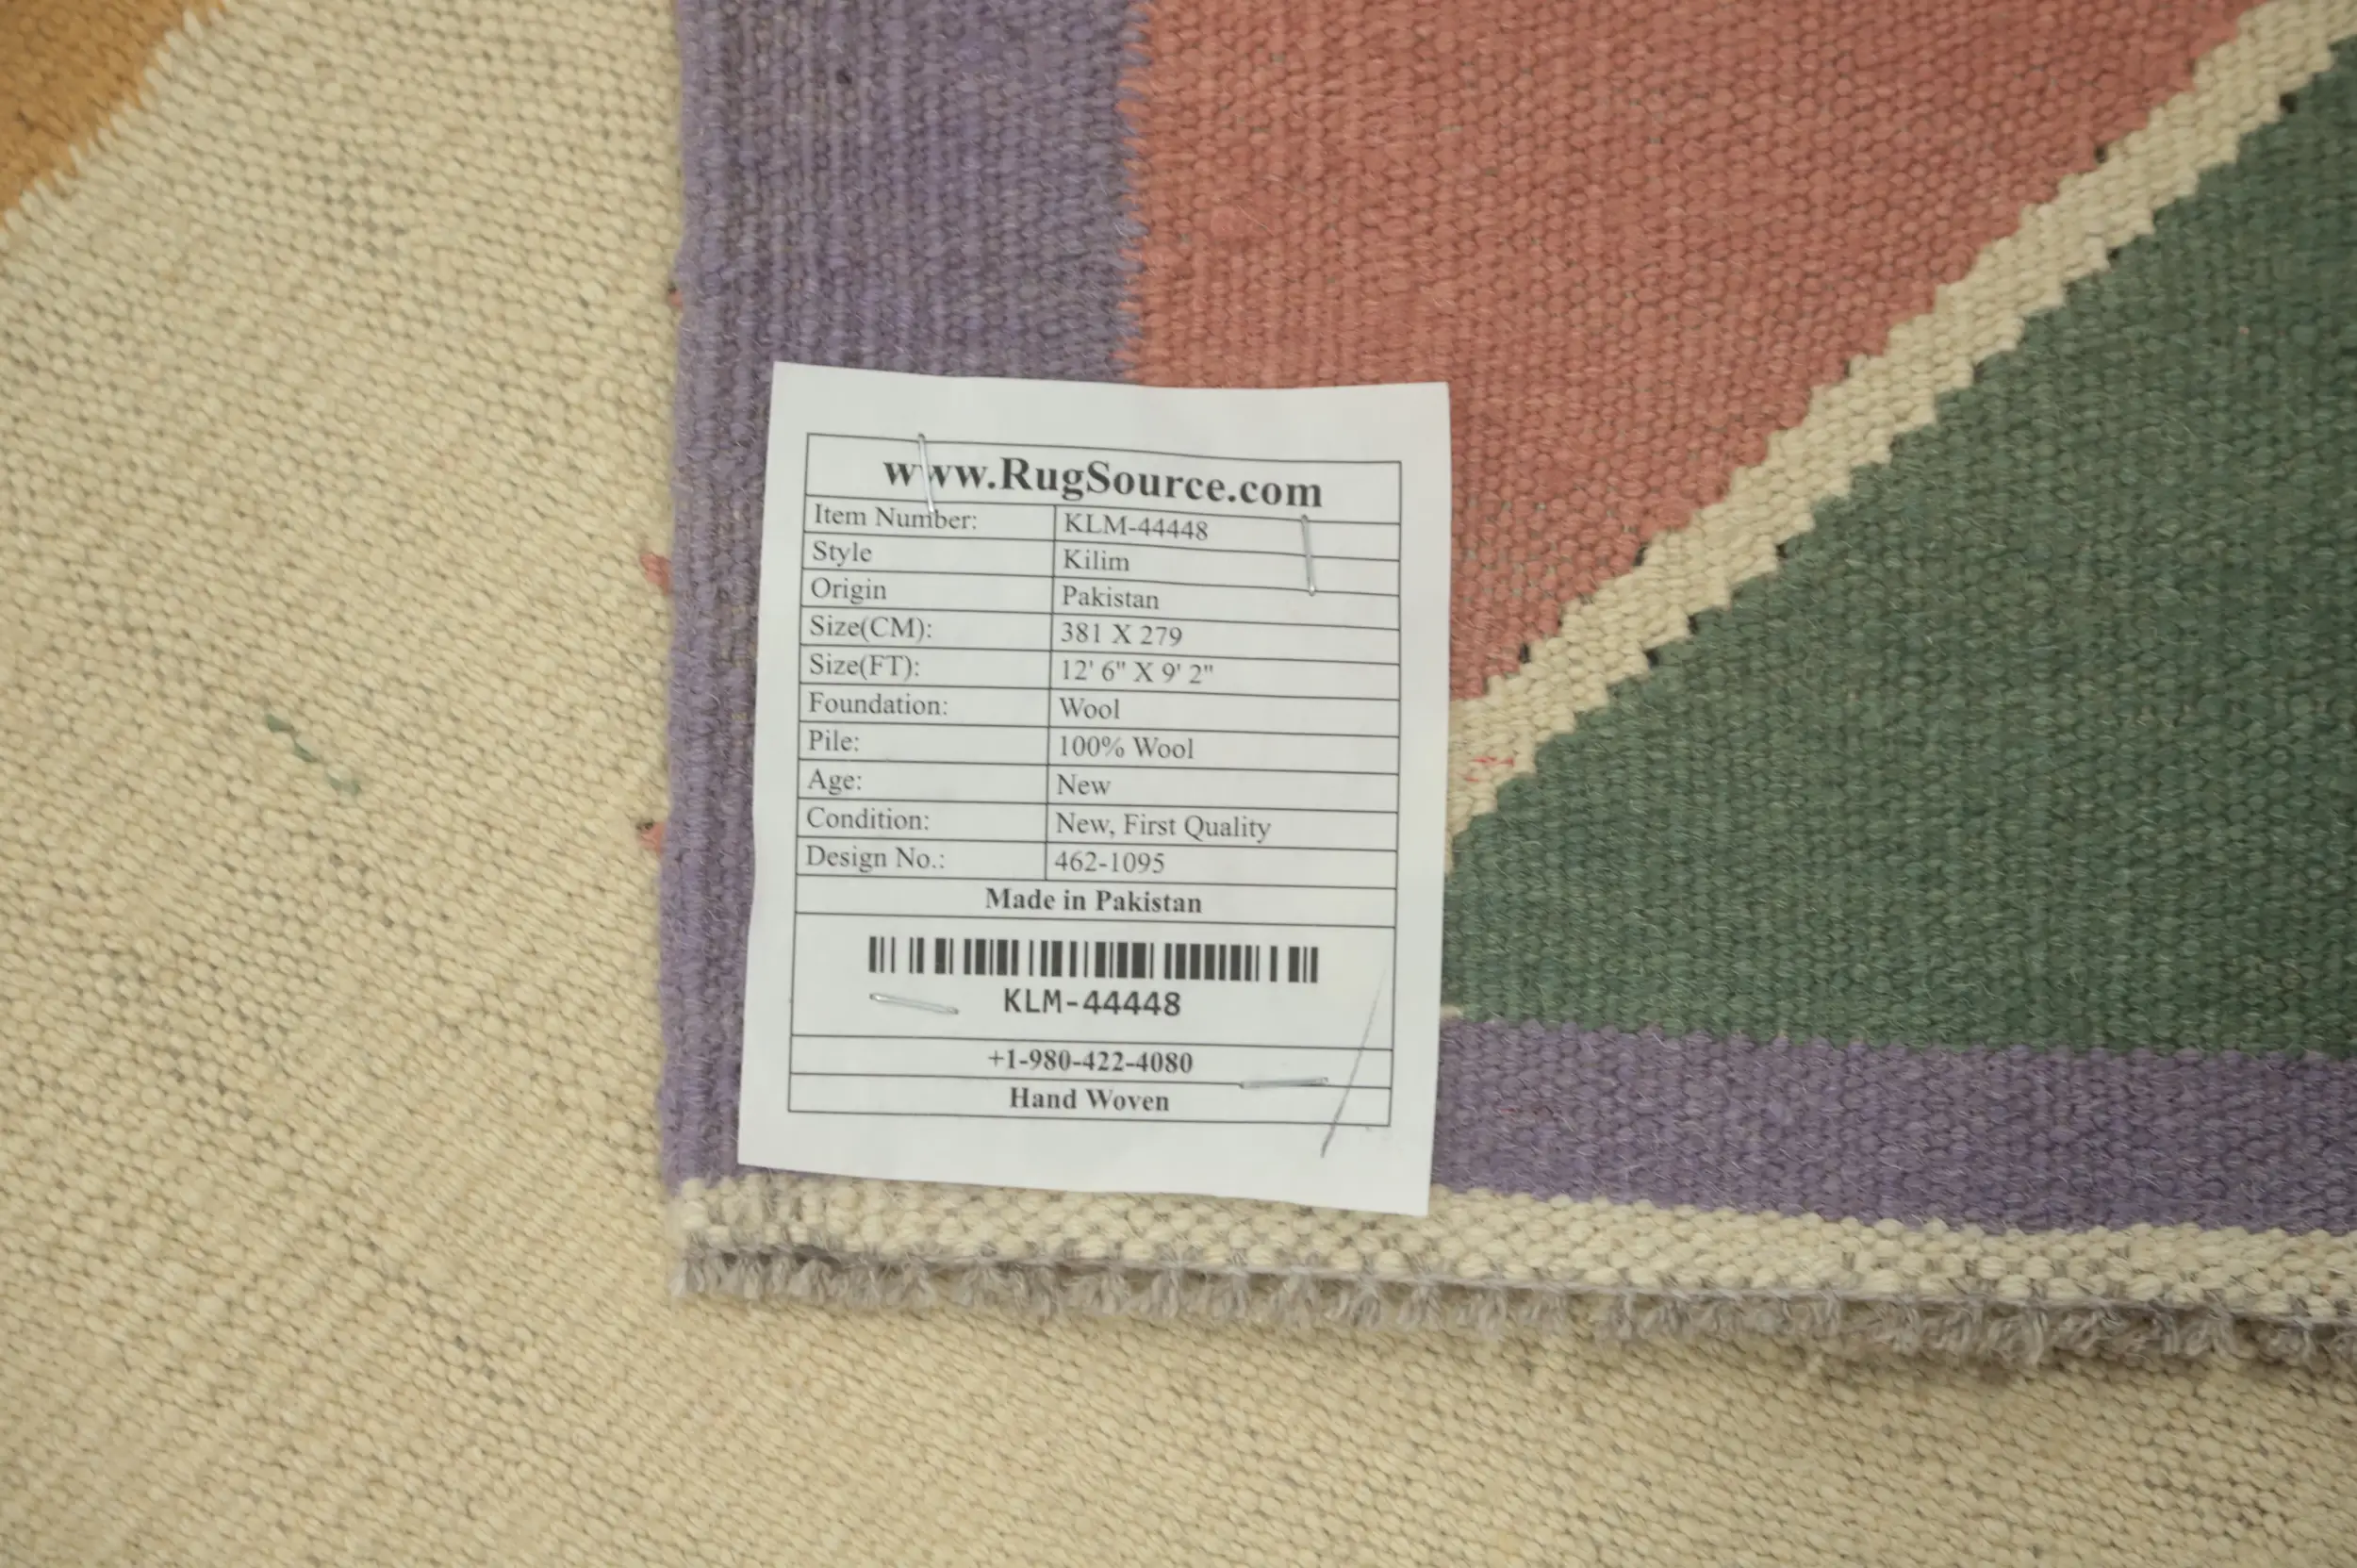 www.RugSource.com
Item Number: KLM-44448
Style Kilim
Origin Pakistan
Size(CM): 381 X 279
Size(FT): 12' 6" X 9' 2"
Foundation: Wool
Pile: 100% Wool
Age: New
Condition: New, First Quality
Design No.: 462-1095
Made in Pakistan
KLM-44448
+1-980-422-4080
Hand Woven